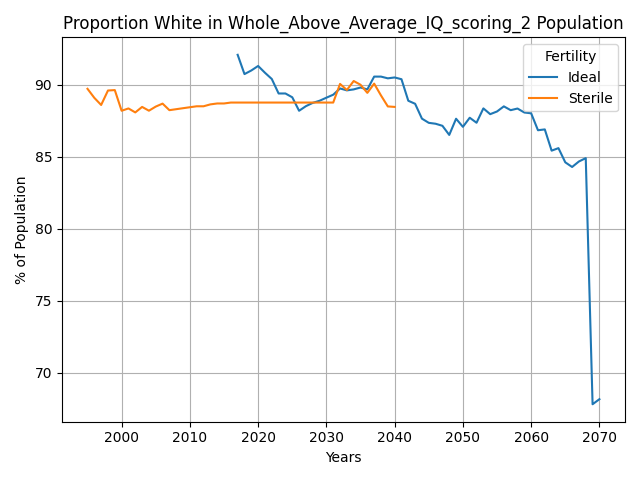 Proportion White in Whole_Above_Average_IQ_scoring_2 Population
Fertility
Ideal
Sterile
% of Population
90
85
80
75
70
2000 2010 2020 2030 2040 2050 2060 2070
Years